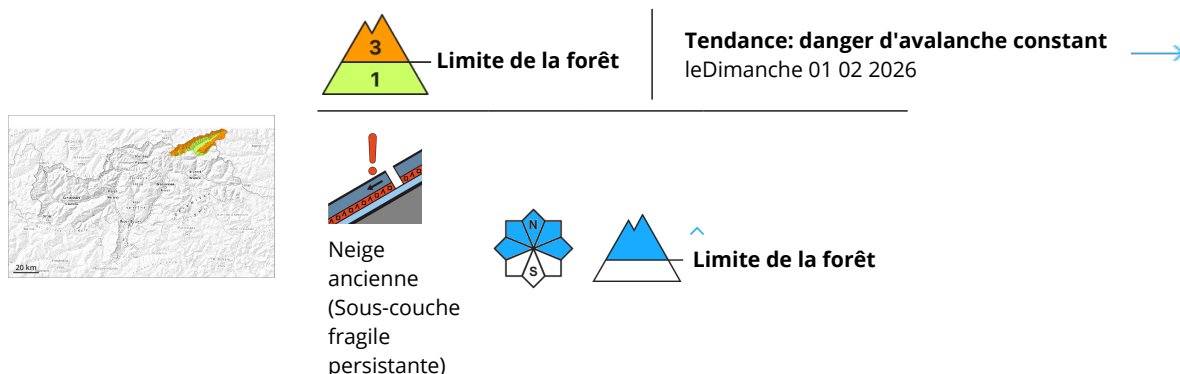 3
1
Limite de la forêt
Tendance: danger d'avalanche constant
leDimanche 01 02 2026
20 km
N
S
Limite de la forêt
Neige
ancienne
(Sous-couche
fragile
persistante)